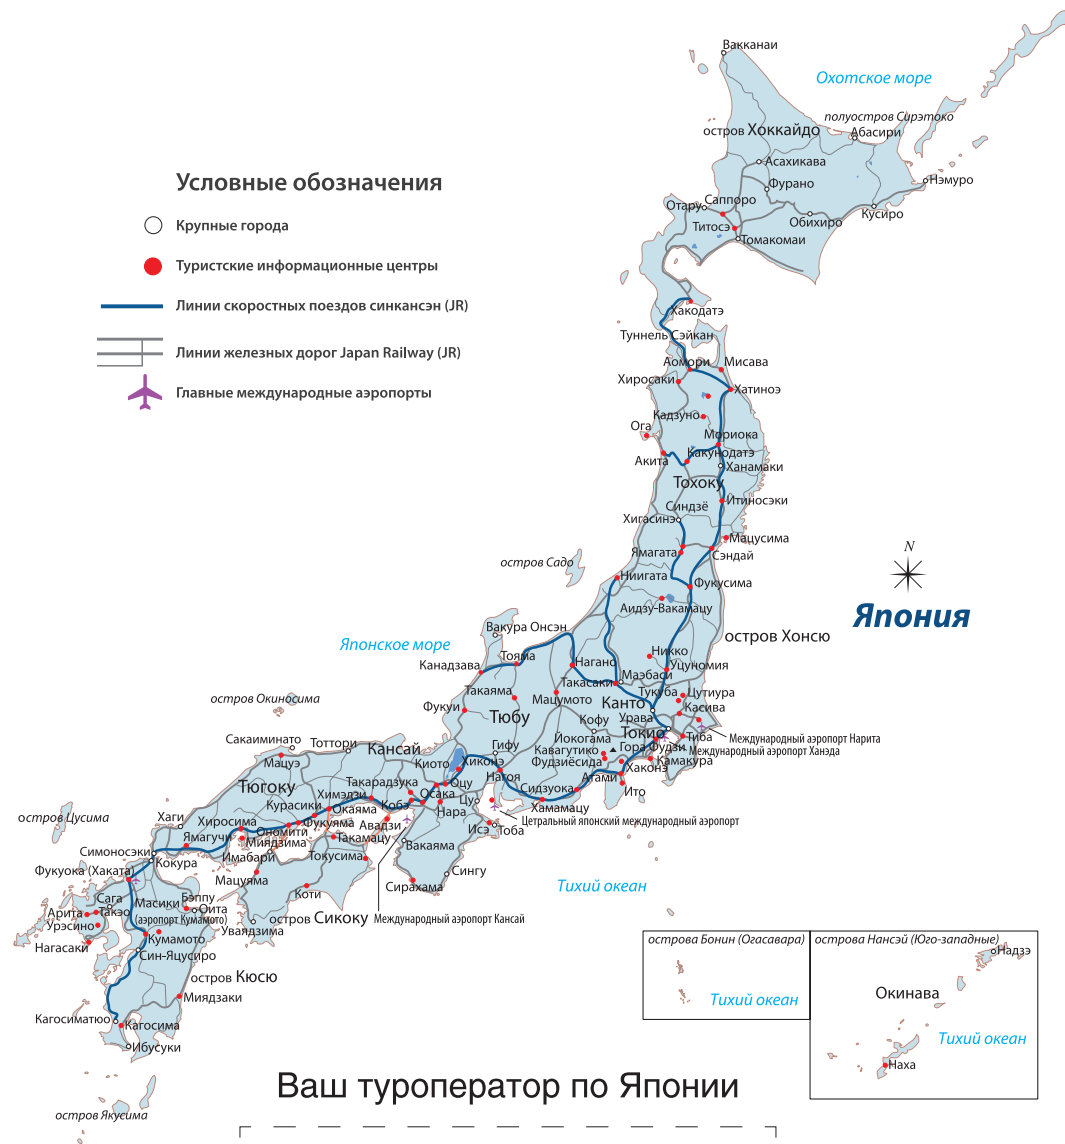 Вакканаи
Охотское море
полуостров Сирэтоко
остров Хоккайдо
Абасири
Асахикава
Фурано
Нэмуро
Отару
Саппоро
Кусиро
Обихиро
Титосэ
Томакомаи
Условные обозначения
Крупные города
Туристские информационные центры
Линии скоростных поездов синкансэн (JR)
Линии железных дорог Japan Railway (JR)
Главные международные аэропорты
Хакодатэ
Туннель Сэйкан
Аомори
Мисава
Хиросаки
Хатиноэ
Кадзуно
Ога
Мориока
Какунодатэ
Акита
Ханамаки
Тохоку
Итиносэки
Синдзё
Хигасинэ
Мацусима
Ямагата
Сэндай
остров Садо
Ниигата
Фукусима
N
Аидзу-Вакамацу
Япония
Вакура Онсэн
остров Хонсю
Японское море
Тояма
Никко
Канадзава
Нагано
Уцуномия
Маэбаси
Такасаки
Такаяма
Мацумото
Тукуба
Цутиура
остров Окиносима
Канто
Касива
Фукуи
Тюбу
Кофу
Урава
Токио
Международный аэропорт Нарита
Сакаиминато
Тоттори
Кансай
Гифу
Йокогама
Тиба
Кавагутико
Гора
Фудзи
Международный аэропорт Ханэда
Мацуэ
Киото
Хиконэ
Фудзиёсида
Хаконэ
Камакура
Тюгоку
Такарадзука
Оцу
Нагоя
Атами
Химэдзи
Осака
Сидзуока
Ито
Курасики
Окаяма
Кобэ
Цу
Хамамацу
остров Цусима
Хаги
Хиросима
Фукуяма
Авадзи
Нара
Цетральный японский международный аэропорт
Ономити
Исэ
Тоба
Ямагучи
Миядзима
Такамацу
Вакаяма
Симоносэки
Имабари
Токусима
Кокура
Фукуока (Хаката)
Мацуяма
Сингу
Сирахама
Тихий океан
Сага
Бэппу
Коти
Масики
Арита
Такэо
Оита
(аэропорт Кумамото)
остров Сикоку
Международный аэропорт Кансай
Урэсино
Уваядзима
Нагасаки
Кумамото
острова Бонин (Огасавара)
острова Нансэй (Юго-западные)
Син-Яцусиро
Надзэ
остров Кюсю
Окинава
Миядзаки
Тихий океан
Кагосиматюо
Кагосима
Тихий океан
Ибусуки
Наха
Ваш туроператор по Японии
остров Якусима